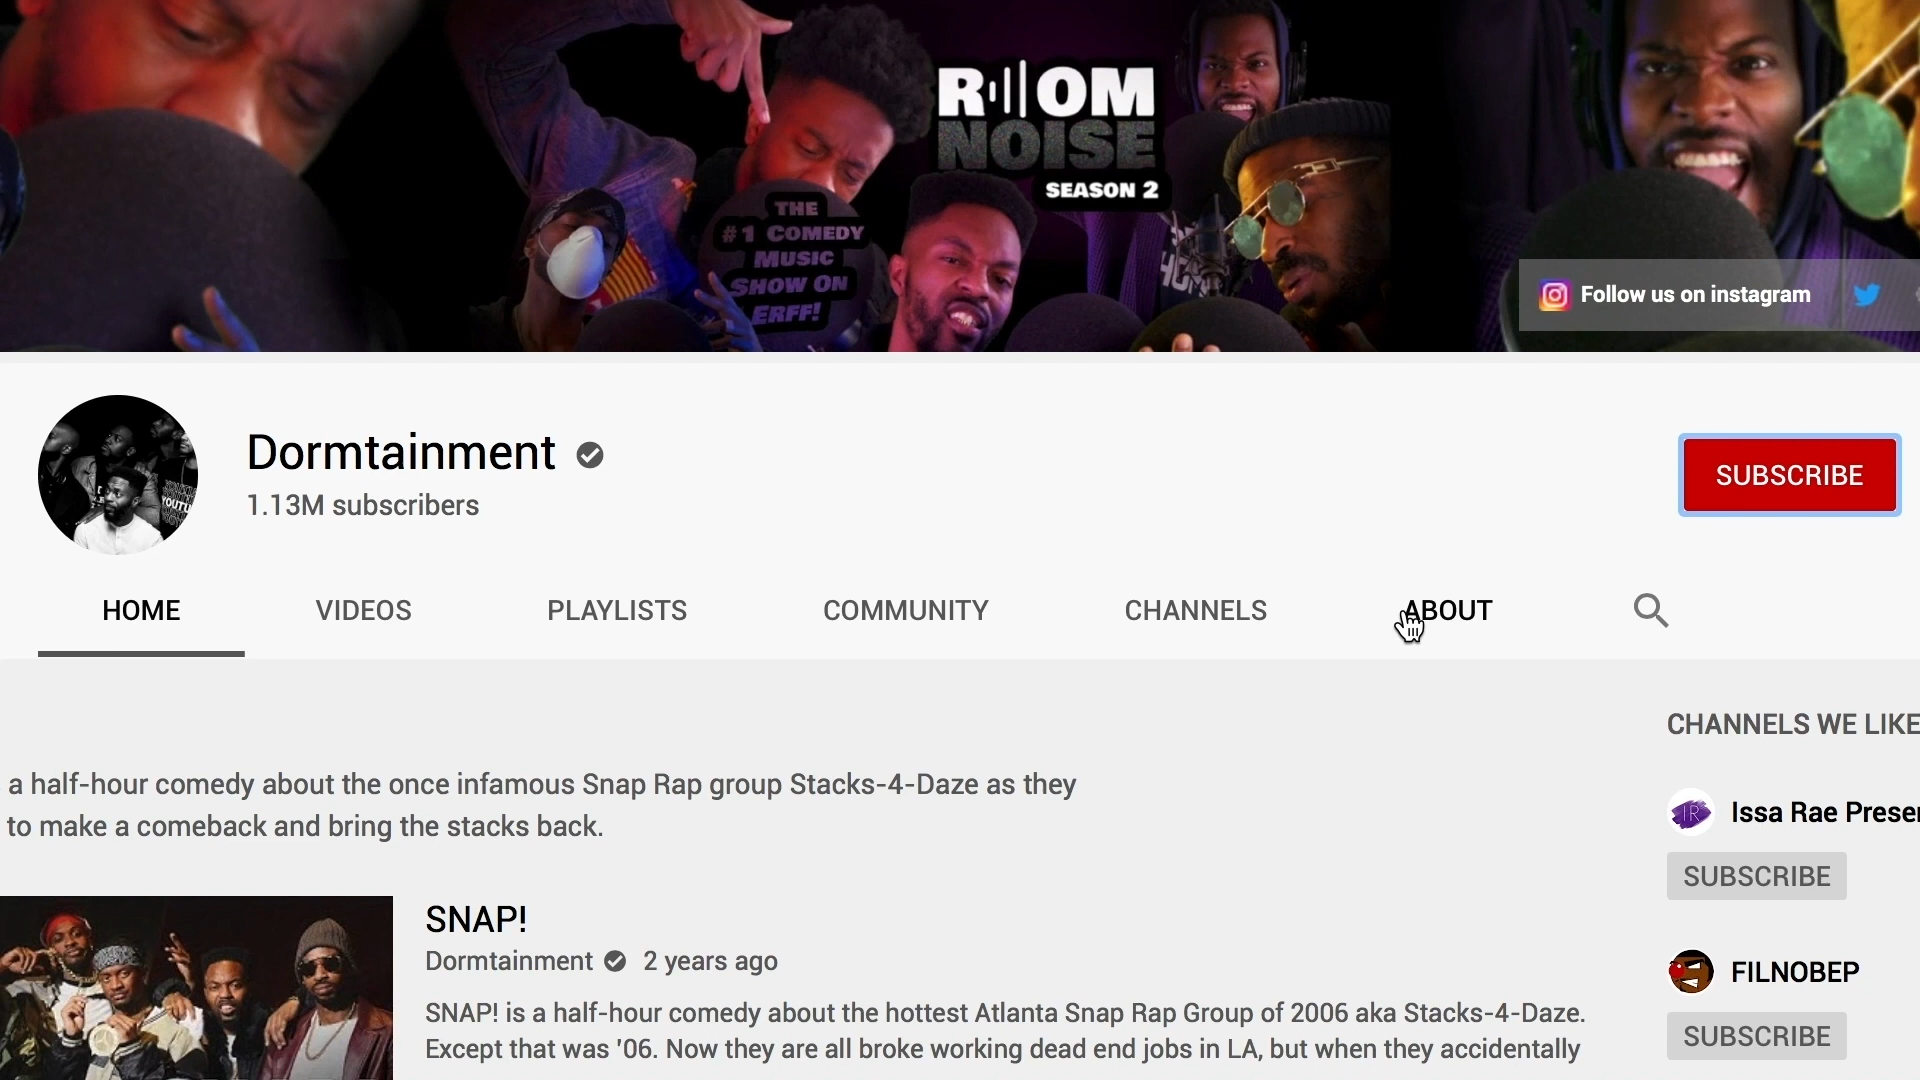 ROOM
NOISE
SEASON 2
THE
#1 COMEDY
MUSIC
SHOW ON
ERFF!
Follow us on instagram
Dormtainment
1.13M subscribers
SUBSCRIBE
HOME VIDEOS PLAYLISTS COMMUNITY CHANNELS ABOUT
CHANNELS WE LIKE
a half-hour comedy about the once infamous Snap Rap group Stacks-4-Daze as they
to make a comeback and bring the stacks back.
Issa Rae Presen
SUBSCRIBE
SNAP!
Dormtainment 2 years ago
SNAP! is a half-hour comedy about the hottest Atlanta Snap Rap Group of 2006 aka Stacks-4-Daze.
Except that was '06. Now they are all broke working dead end jobs in LA, but when they accidentally
FILNOBEP
SUBSCRIBE